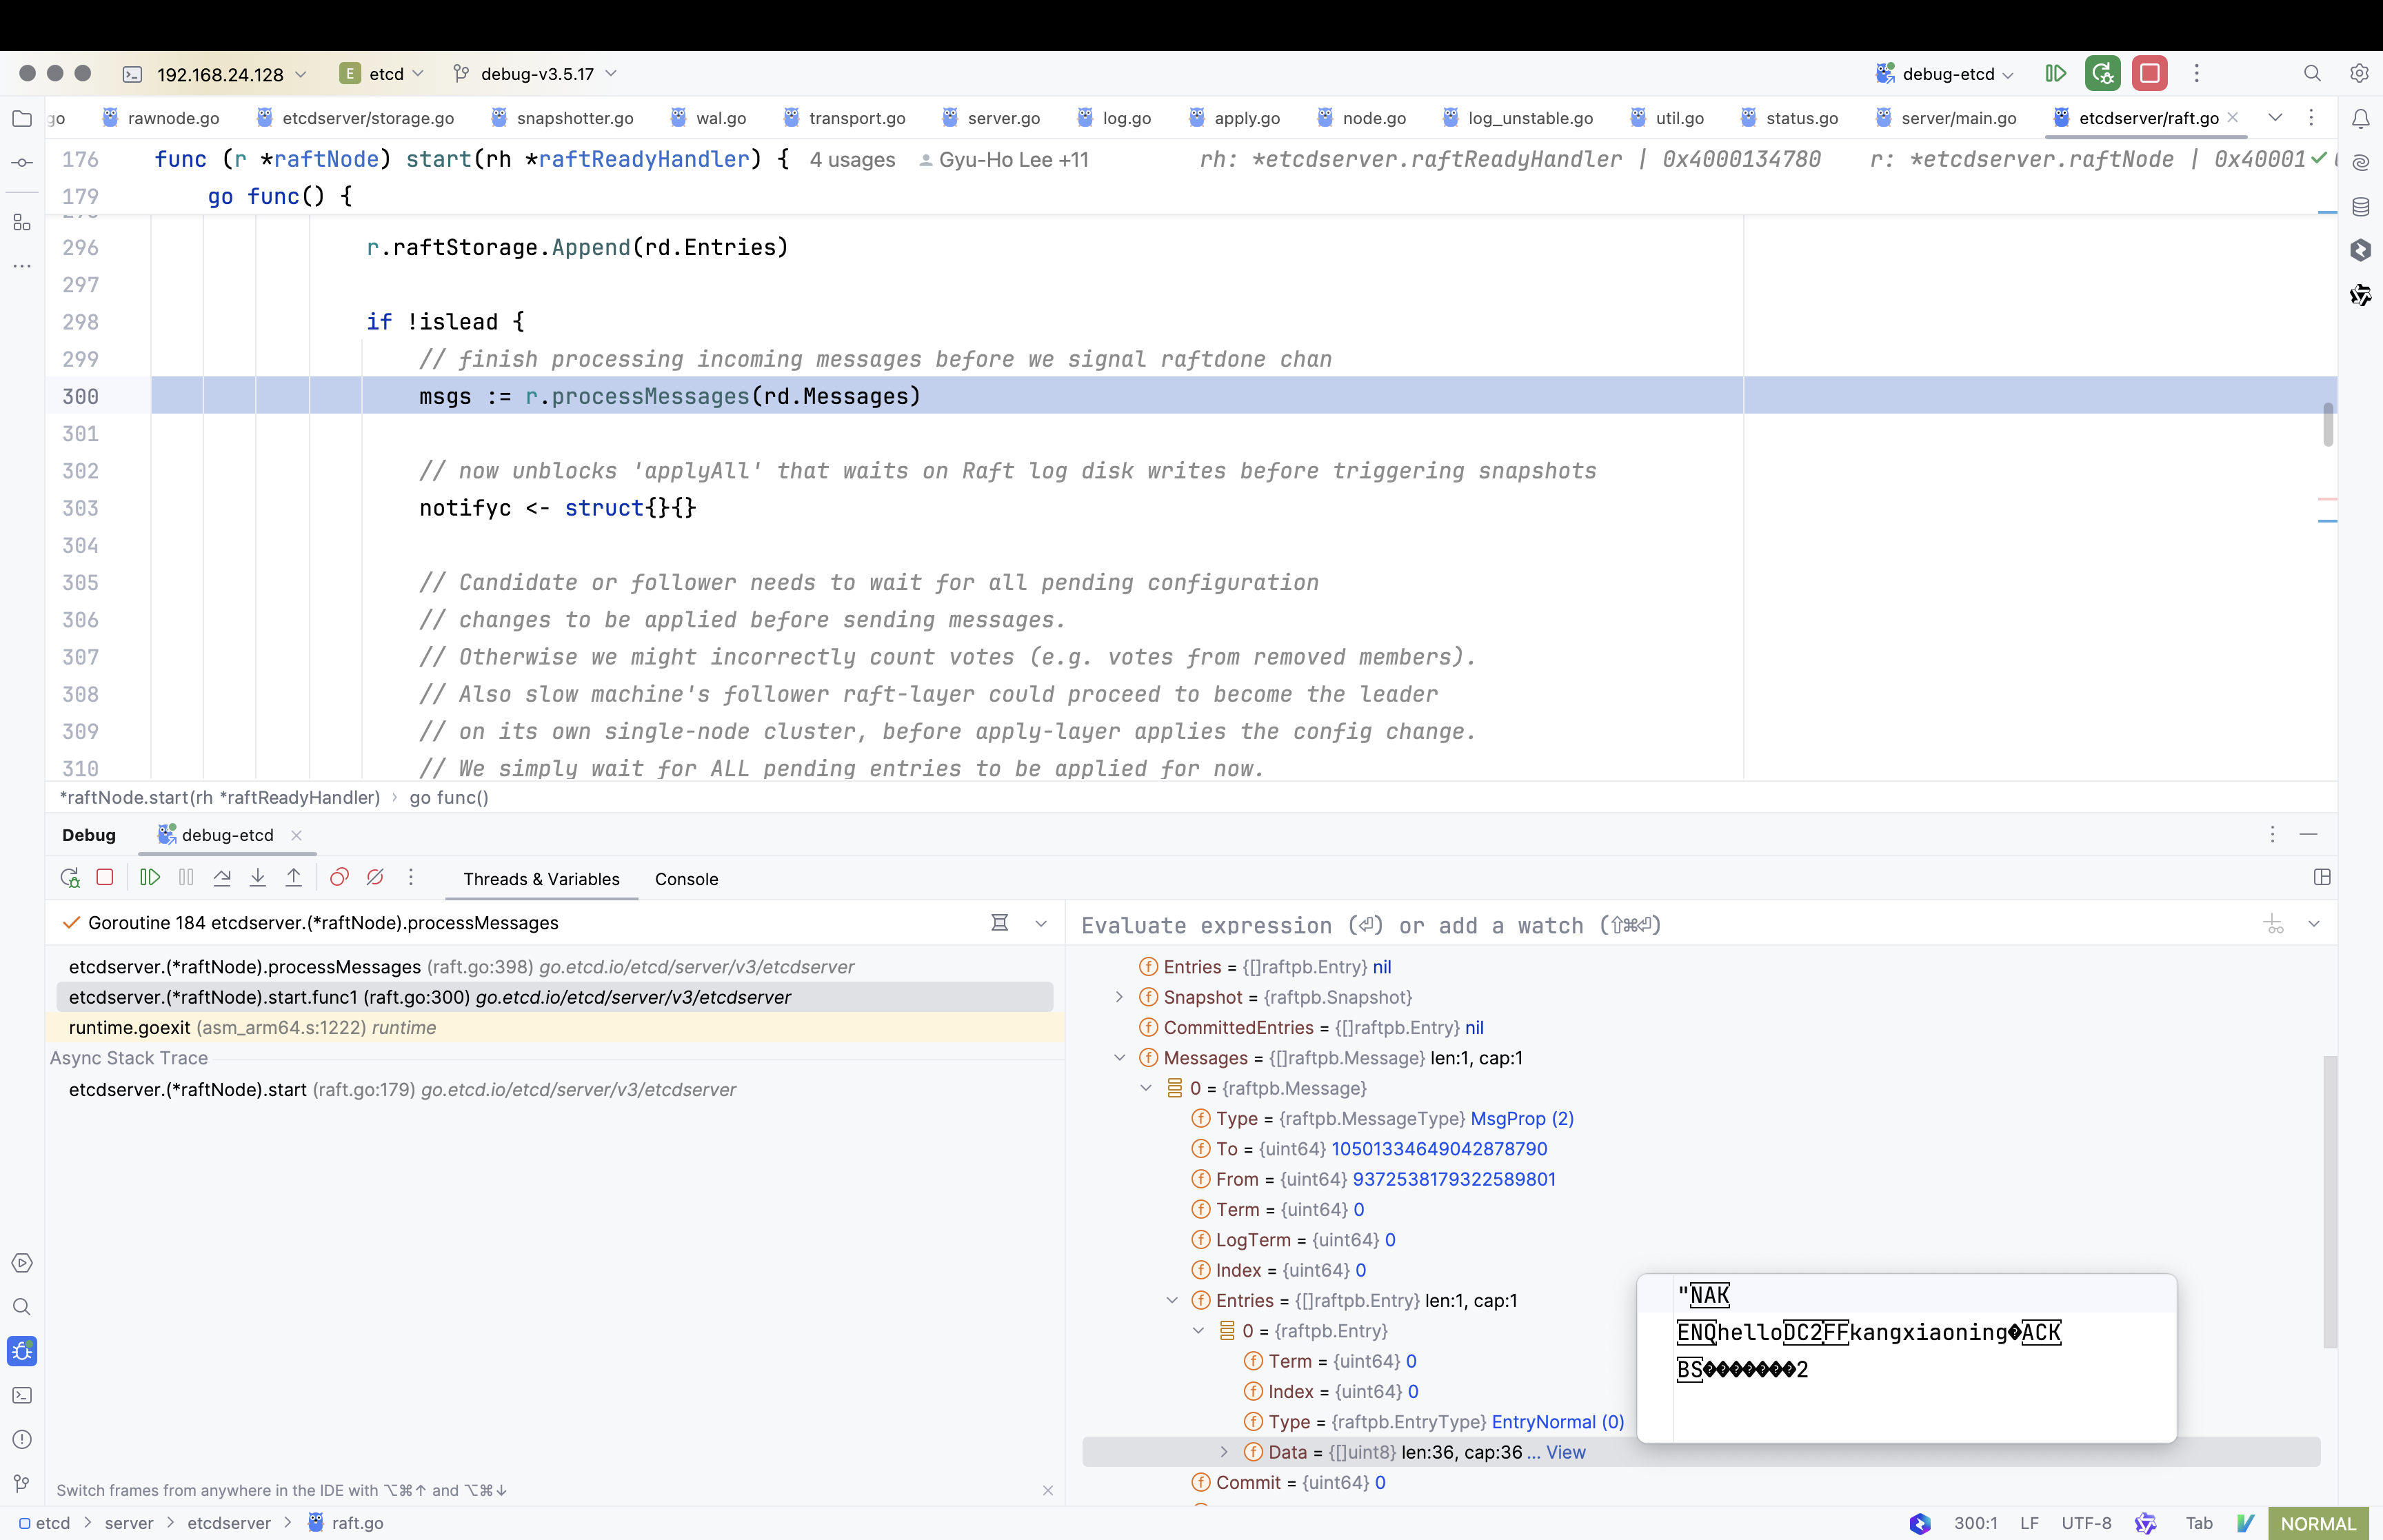 192.168.24.128
E etcd
debug-v3.5.17
debug-etcd
go
rawnode.go
etcdserver/storage.go
snapshotter.go
wal.go
transport.go
server.go
log.go
apply.go
node.go
log_unstable.go
util.go
status.go
server/main.go
etcdserver/raft.go
176 func (r *raftNode) start(rh *raftReadyHandler) { 4 usages Gyu-Ho Lee +11 rh: *etcdserver.raftReadyHandler | 0x4000134780 r: *etcdserver.raftNode | 0x40001
179 go func() {
296 r.raftStorage.Append(rd.Entries)
297
298 if !islead {
299 // finish processing incoming messages before we signal raftdone chan
300 msgs := r.processMessages(rd.Messages)
301
302 // now unblocks 'applyAll' that waits on Raft log disk writes before triggering snapshots
303 notifyc <- struct{}{}
304
305 // Candidate or follower needs to wait for all pending configuration
306 // changes to be applied before sending messages.
307 // Otherwise we might incorrectly count votes (e.g. votes from removed members).
308 // Also slow machine's follower raft-layer could proceed to become the leader
309 // on its own single-node cluster, before apply-layer applies the config change.
310 // We simply wait for ALL pending entries to be applied for now.
*raftNode.start(rh *raftReadyHandler) › go func()
Debug
debug-etcd
Threads & Variables
Console
Goroutine 184 etcdserver.(*raftNode).processMessages
etcdserver.(*raftNode).processMessages (raft.go:398) go.etcd.io/etcd/server/v3/etcdserver
etcdserver.(*raftNode).start.func1 (raft.go:300) go.etcd.io/etcd/server/v3/etcdserver
runtime.goexit (asm_arm64.s:1222) runtime
Async Stack Trace
etcdserver.(*raftNode).start (raft.go:179) go.etcd.io/etcd/server/v3/etcdserver
Switch frames from anywhere in the IDE with ⌥⌘↑ and ⌥⌘↓
Evaluate expression (⏎) or add a watch (⇧⌘⏎)
Entries = {[]raftpb.Entry} nil
Snapshot = {raftpb.Snapshot}
CommittedEntries = {[]raftpb.Entry} nil
Messages = {[]raftpb.Message} len:1, cap:1
0 = {raftpb.Message}
Type = {raftpb.MessageType} MsgProp (2)
To = {uint64} 10501334649042878790
From = {uint64} 9372538179322589801
Term = {uint64} 0
LogTerm = {uint64} 0
Index = {uint64} 0
Entries = {[]raftpb.Entry} len:1, cap:1
0 = {raftpb.Entry}
Term = {uint64} 0
Index = {uint64} 0
Type = {raftpb.EntryType} EntryNormal (0)
Data = {[]uint8} len:36, cap:36 ... View
Commit = {uint64} 0
"NAK
ENQhelloDC2FFkangxiaoning�ACK
BS�������2
etcd > server > etcdserver > raft.go
300:1
LF
UTF-8
Tab
NORMAL